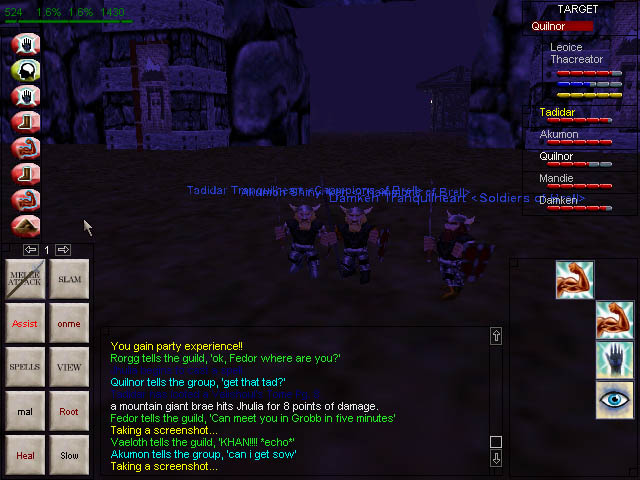 524 1.6% 1.6% 1430
TARGET
Quilnor
Leoice
Thacreator
Tadidar
Akumon
Quilnor
Mandie
Damken
Tadidar Tranquilheart
Damken Tranquilheart <Soldiers of
1
MELEE ATTACK
SLAM
Assist
onme
SPELLS
VIEW
mal
Root
Heal
Slow
You gain party experience!!
Rorgg tells the guild, 'ok, Fedor where are you?'
Quilnor tells the group, 'get that tad?'
a mountain giant brae hits Jhulia for 8 points of damage.
Fedor tells the guild, 'Can meet you in Grobb in five minutes'
Taking a screenshot...
Vaeloth tells the guild, 'KHAN!!!! *echo*'
Akumon tells the group, 'can i get sow'
Taking a screenshot...